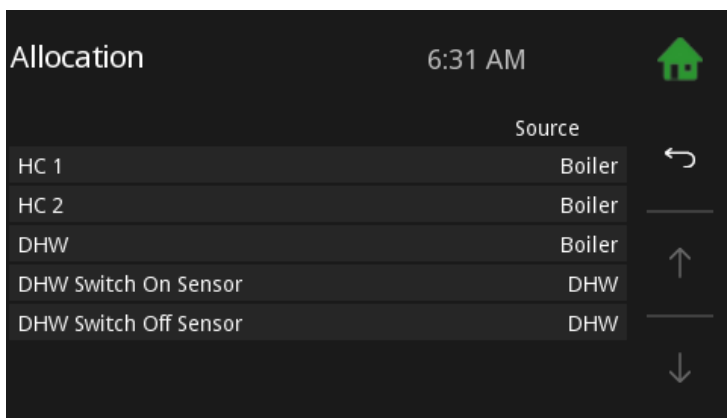 Allocation 6:31 AM
Source
HC 1 Boiler
HC 2 Boiler
DHW Boiler
DHW Switch On Sensor DHW
DHW Switch Off Sensor DHW